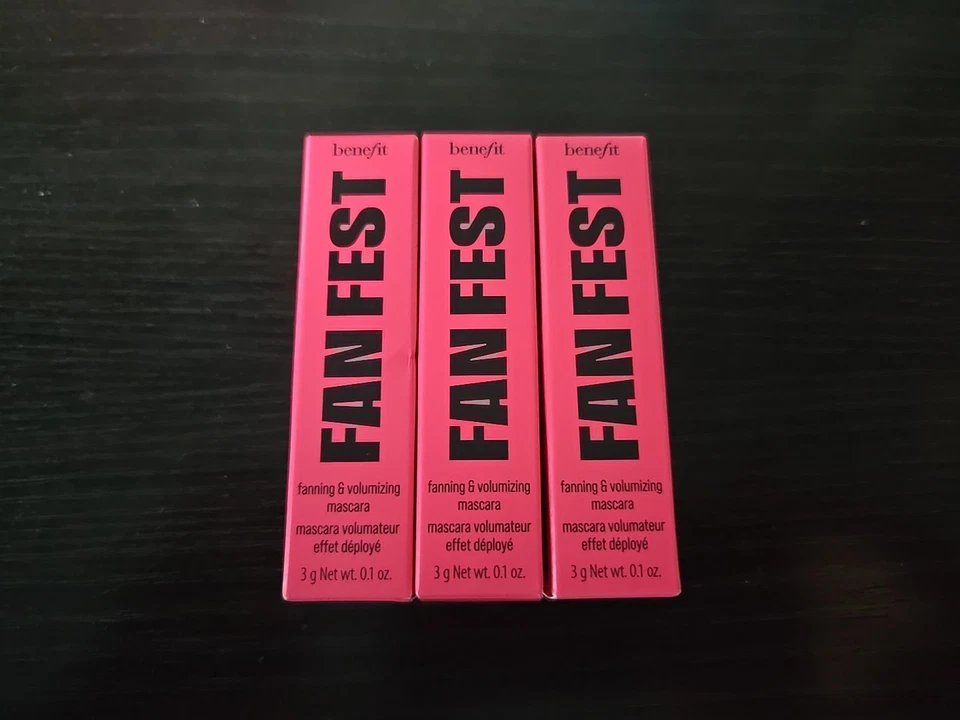 benefit
FAN FEST
fanning & volumizing
mascara
mascara volumateur
effet déployé
3 g Net wt. 0.1 oz.
benefit
FAN FEST
fanning & volumizing
mascara
mascara volumateur
effet déployé
3 g Net wt. 0.1 oz.
benefit
FAN FEST
fanning & volumizing
mascara
mascara volumateur
effet déployé
3 g Net wt. 0.1 oz.